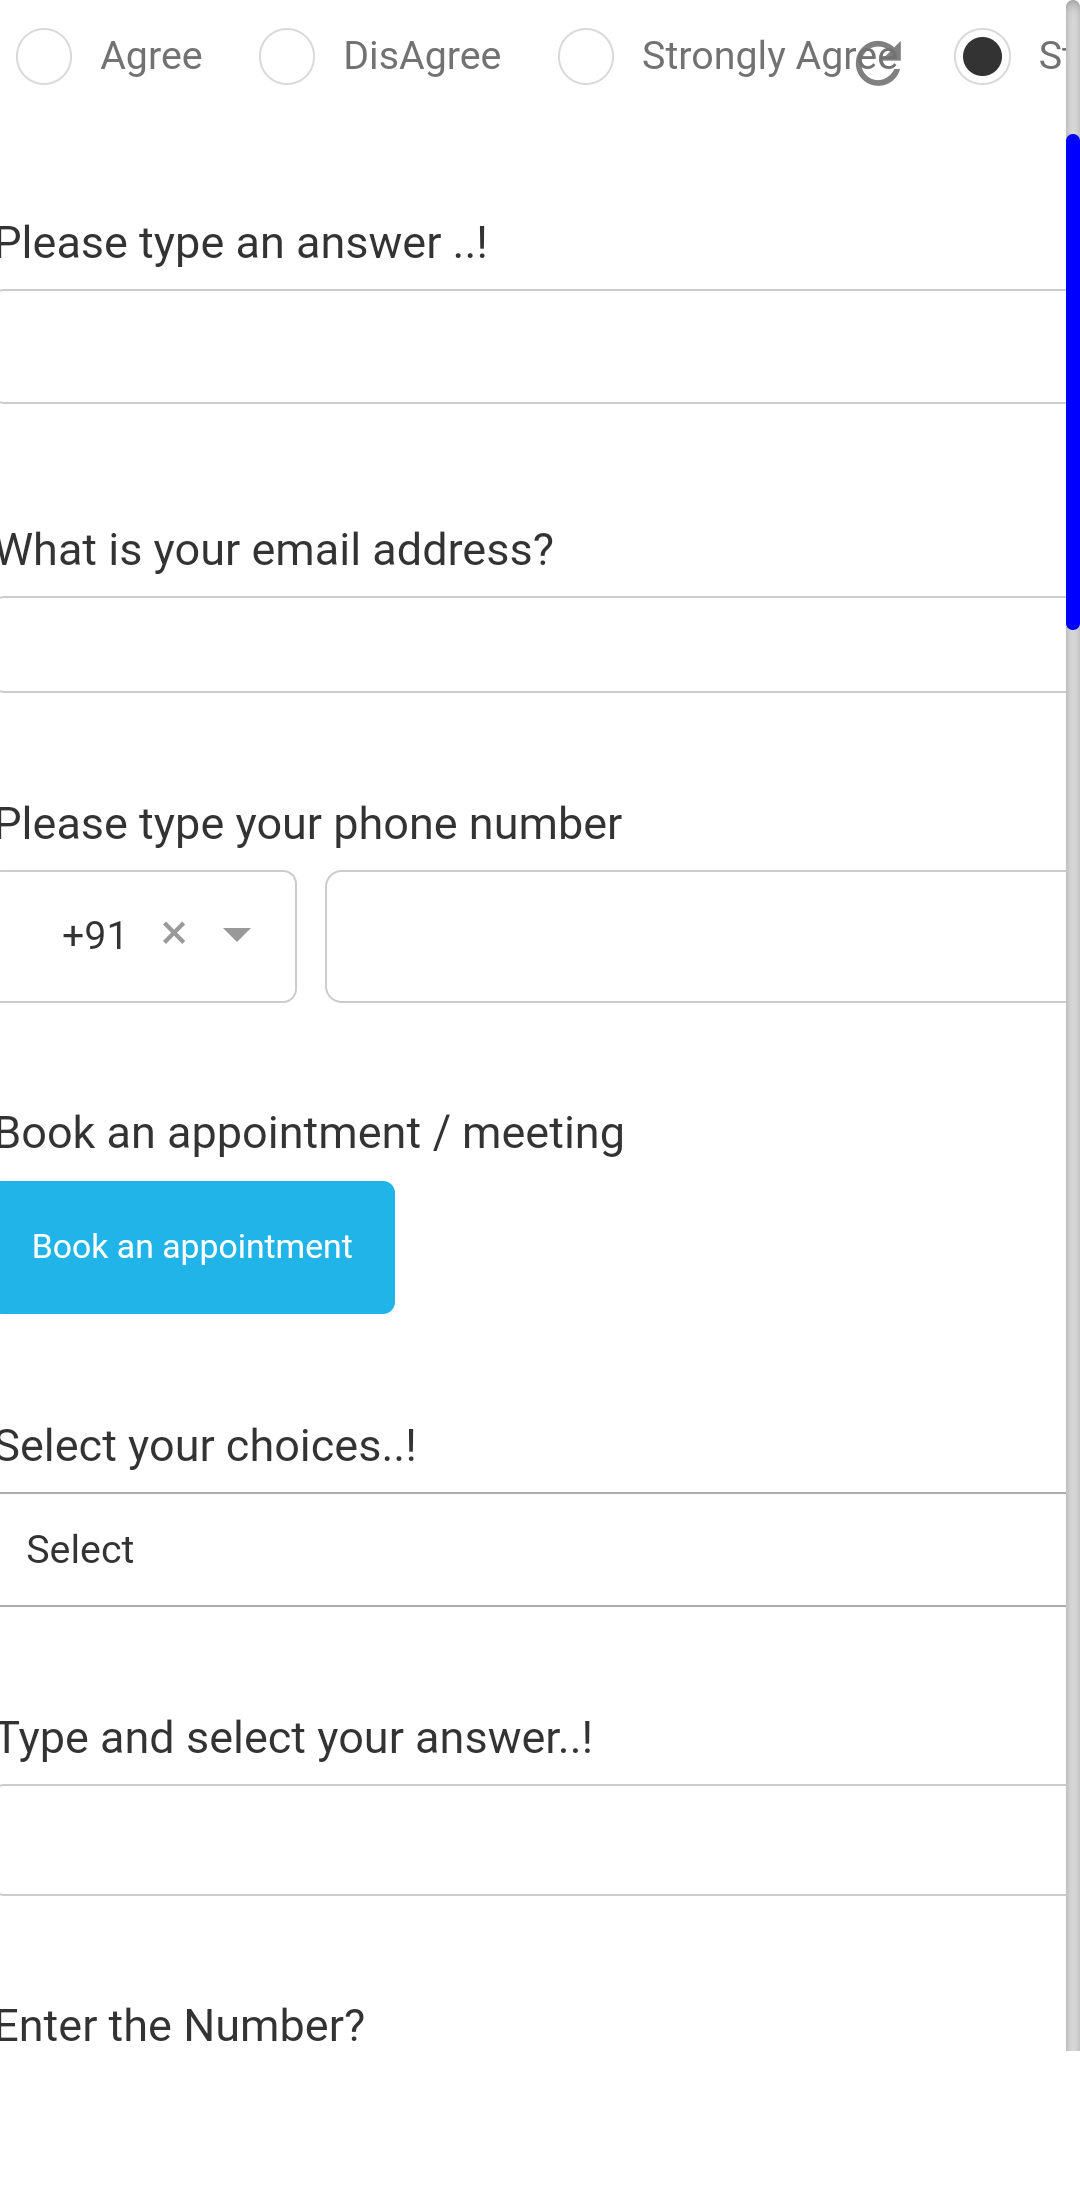 Agree DisAgree Strongly Agree
Please type an answer ..!
What is your email address?
Please type your phone number
+91
Book an appointment / meeting
Book an appointment
Select your choices..!
Select
Type and select your answer..!
Enter the Number?